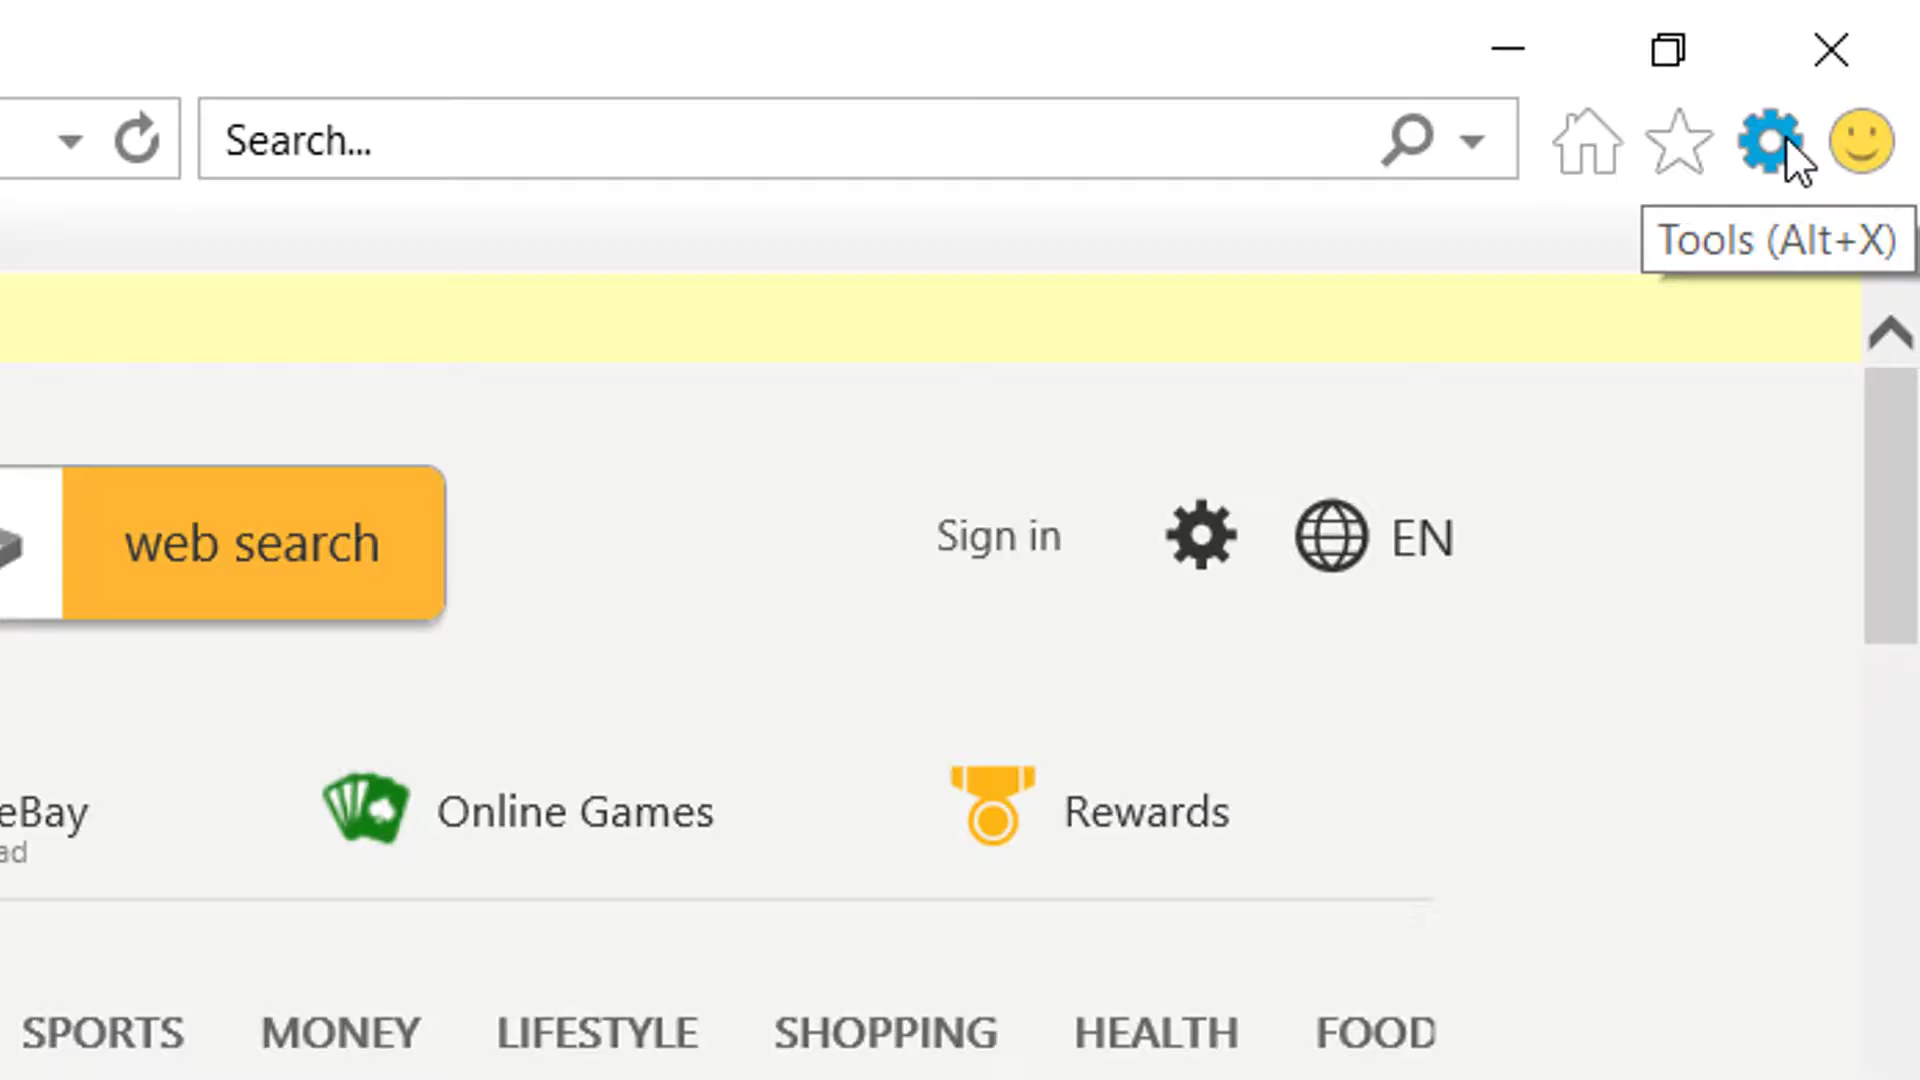 Search...
Tools (Alt+X)
web search
Sign in
EN
eBay
ad
Online Games
Rewards
SPORTS MONEY LIFESTYLE SHOPPING HEALTH FOOD